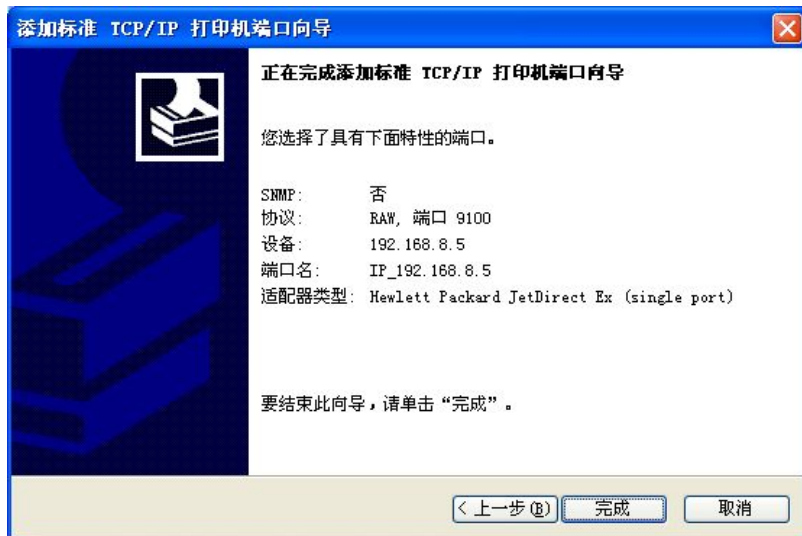 添加标准 TCP/IP 打印机端口向导
正在完成添加标准 TCP/IP 打印机端口向导
您选择了具有下面特性的端口。
SNMP: 否
协议: RAW, 端口 9100
设备: 192.168.8.5
端口名: IP_192.168.8.5
适配器类型: Hewlett Packard JetDirect Ex (single port)
要结束此向导，请单击“完成”。
< 上一步(B) 完成 取消